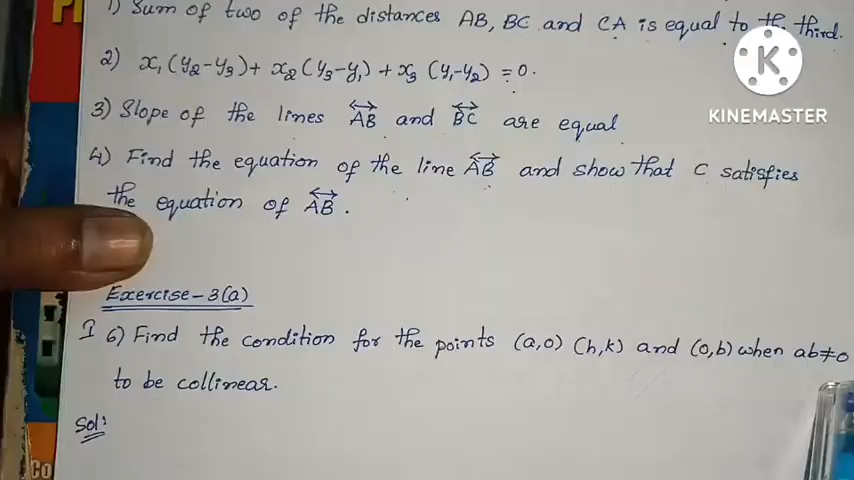 1) Sum of two of the distances AB, BC and CA is equal to the third.
2) x₁(y₂-y₃)+ x₂(y₃-y₁) + x₃(y₁-y₂) = 0.
K
KINEMASTER
3) Slope of the lines AB and BC are equal
4) Find the equation of the line AB and show that C satisfies
the equation of AB.
Exercise-3(a)
I 6) Find the condition for the points (a,0) (h,k) and (0,b) when ab≠0
to be collinear.
Sol:
Co